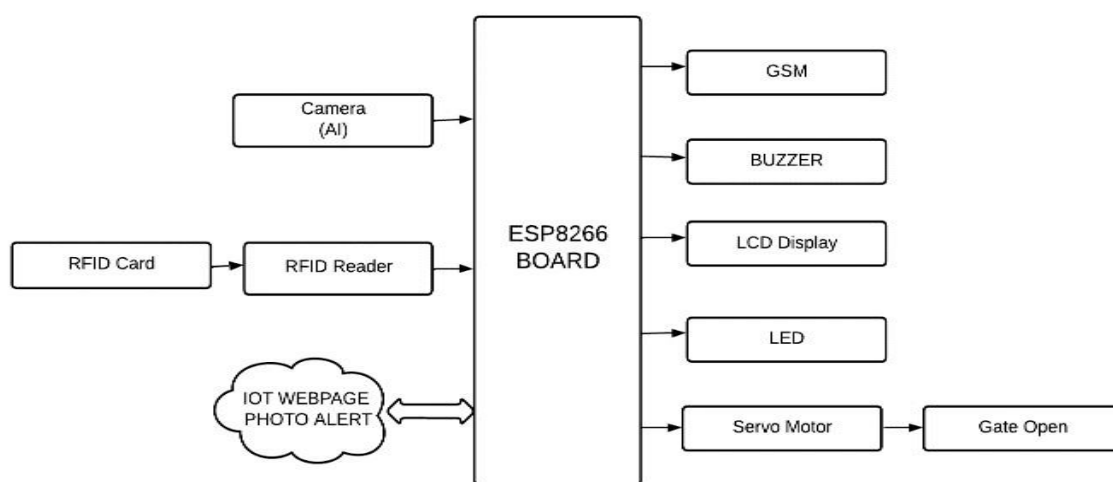 GSM
Camera
(AI)
BUZZER
ESP8266
BOARD
LCD Display
RFID Card
RFID Reader
LED
IOT WEBPAGE
PHOTO ALERT
Servo Motor
Gate Open